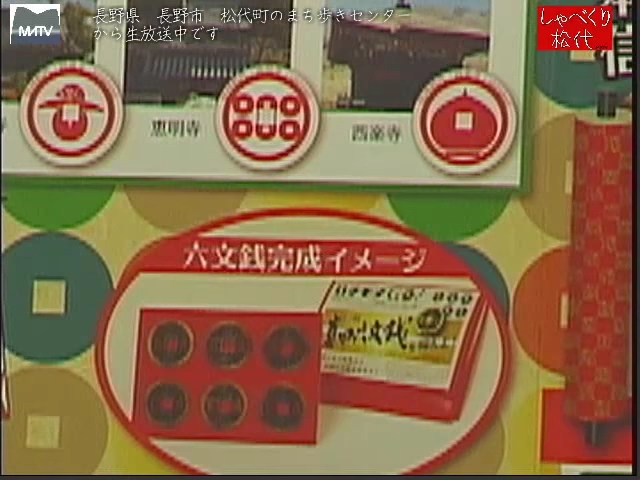 MATV
長野県　長野市　松代町のまち歩きセンター
から生放送中です
しゃべくり
松代
信
恵明寺
西楽寺
六文銭完成イメージ